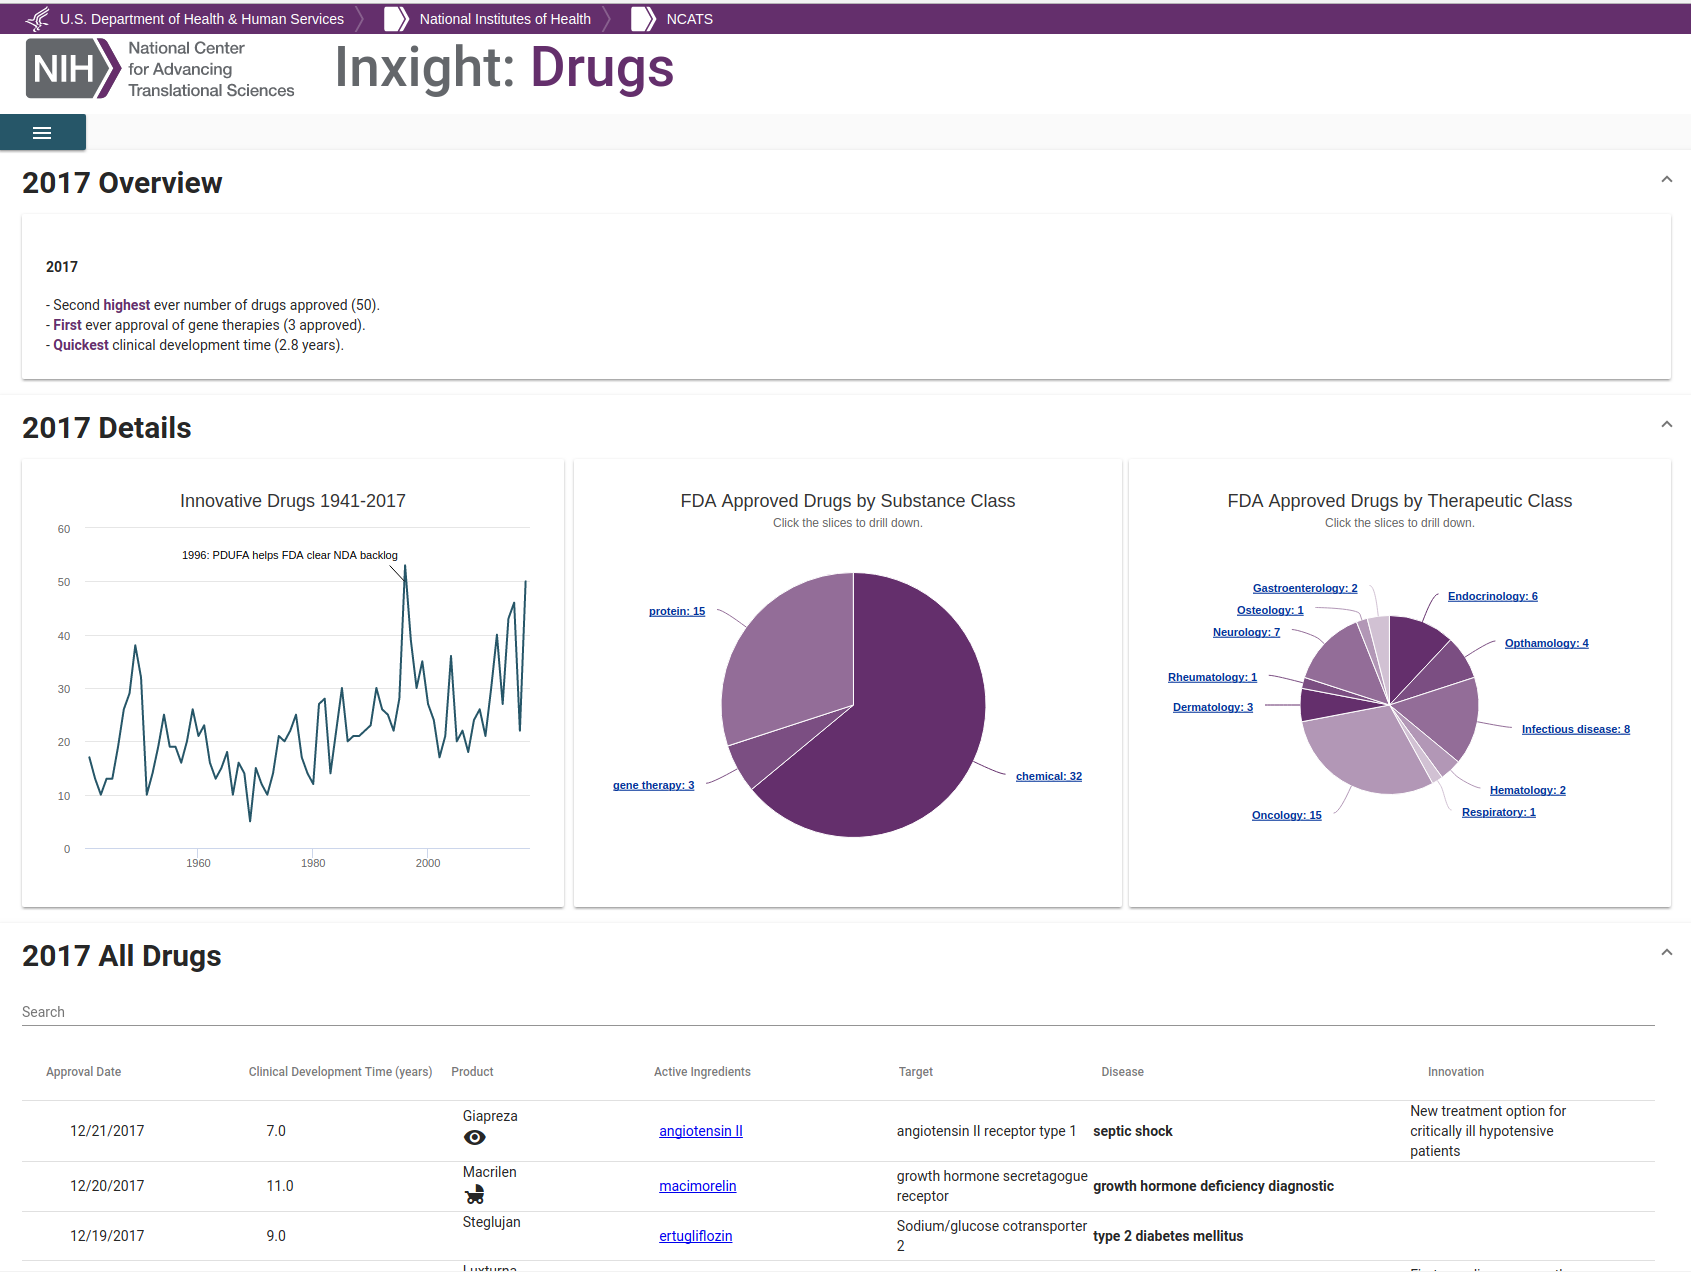 U.S. Department of Health & Human Services
National Institutes of Health
NCATS
NIH
National Center
for Advancing
Translational Sciences
Inxight: Drugs
2017 Overview
2017
- Second highest ever number of drugs approved (50).
- First ever approval of gene therapies (3 approved).
- Quickest clinical development time (2.8 years).
2017 Details
Innovative Drugs 1941-2017
60
1996: PDUFA helps FDA clear NDA backlog
50
40
30
20
10
0
1960
1980
2000
FDA Approved Drugs by Substance Class
Click the slices to drill down.
protein: 15
gene therapy: 3
chemical: 32
FDA Approved Drugs by Therapeutic Class
Click the slices to drill down.
Gastroenterology: 2
Endocrinology: 6
Osteology: 1
Neurology: 7
Opthamology: 4
Rheumatology: 1
Dermatology: 3
Infectious disease: 8
Hematology: 2
Respiratory: 1
Oncology: 15
2017 All Drugs
Search
Approval Date
Clinical Development Time (years)
Product
Active Ingredients
Target
Disease
Innovation
12/21/2017
7.0
Giapreza
angiotensin II
angiotensin II receptor type 1
septic shock
New treatment option for
critically ill hypotensive
patients
12/20/2017
11.0
Macrilen
macimorelin
growth hormone secretagogue
receptor
growth hormone deficiency diagnostic
12/19/2017
9.0
Steglujan
ertugliflozin
Sodium/glucose cotransporter
2
type 2 diabetes mellitus